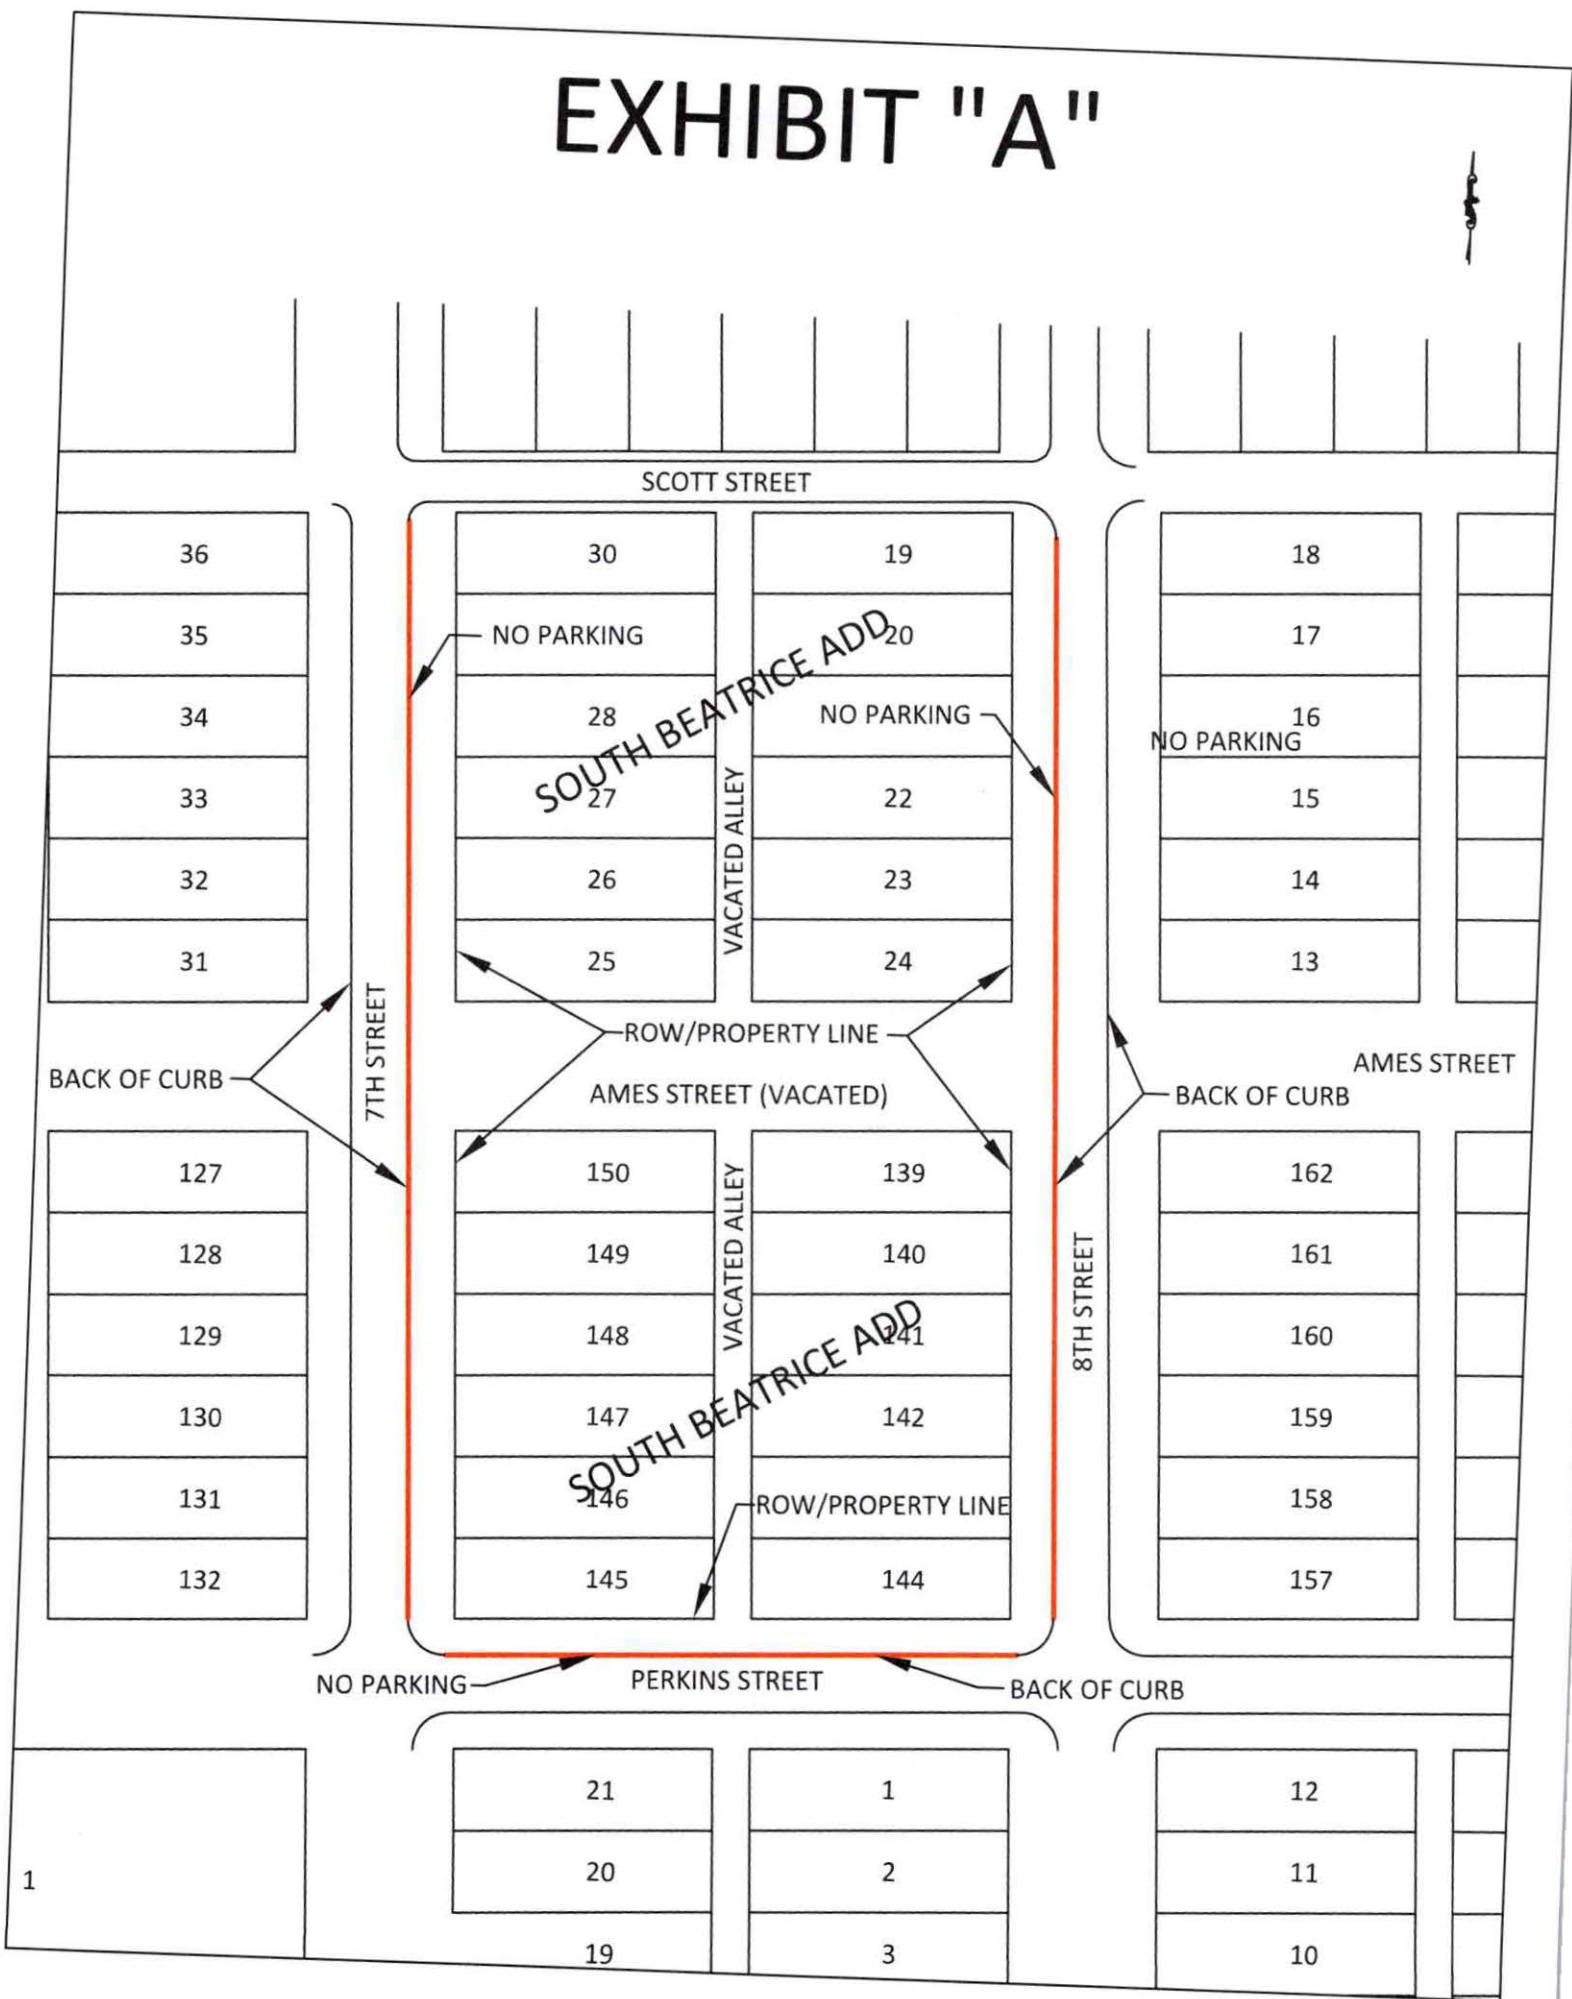 EXHIBIT "A"
SCOTT STREET
36
30
19
18
35
NO PARKING
20
17
SOUTH BEATRICE ADD
34
28
NO PARKING
16
NO PARKING
33
27
22
15
VACATED ALLEY
32
26
23
14
31
25
24
13
7TH STREET
ROW/PROPERTY LINE
BACK OF CURB
AMES STREET (VACATED)
AMES STREET
BACK OF CURB
127
150
139
162
VACATED ALLEY
128
149
140
161
8TH STREET
129
148
141
160
SOUTH BEATRICE ADD
130
147
142
159
131
146
ROW/PROPERTY LINE
158
132
145
144
157
NO PARKING
PERKINS STREET
BACK OF CURB
21
1
12
1
20
2
11
19
3
10